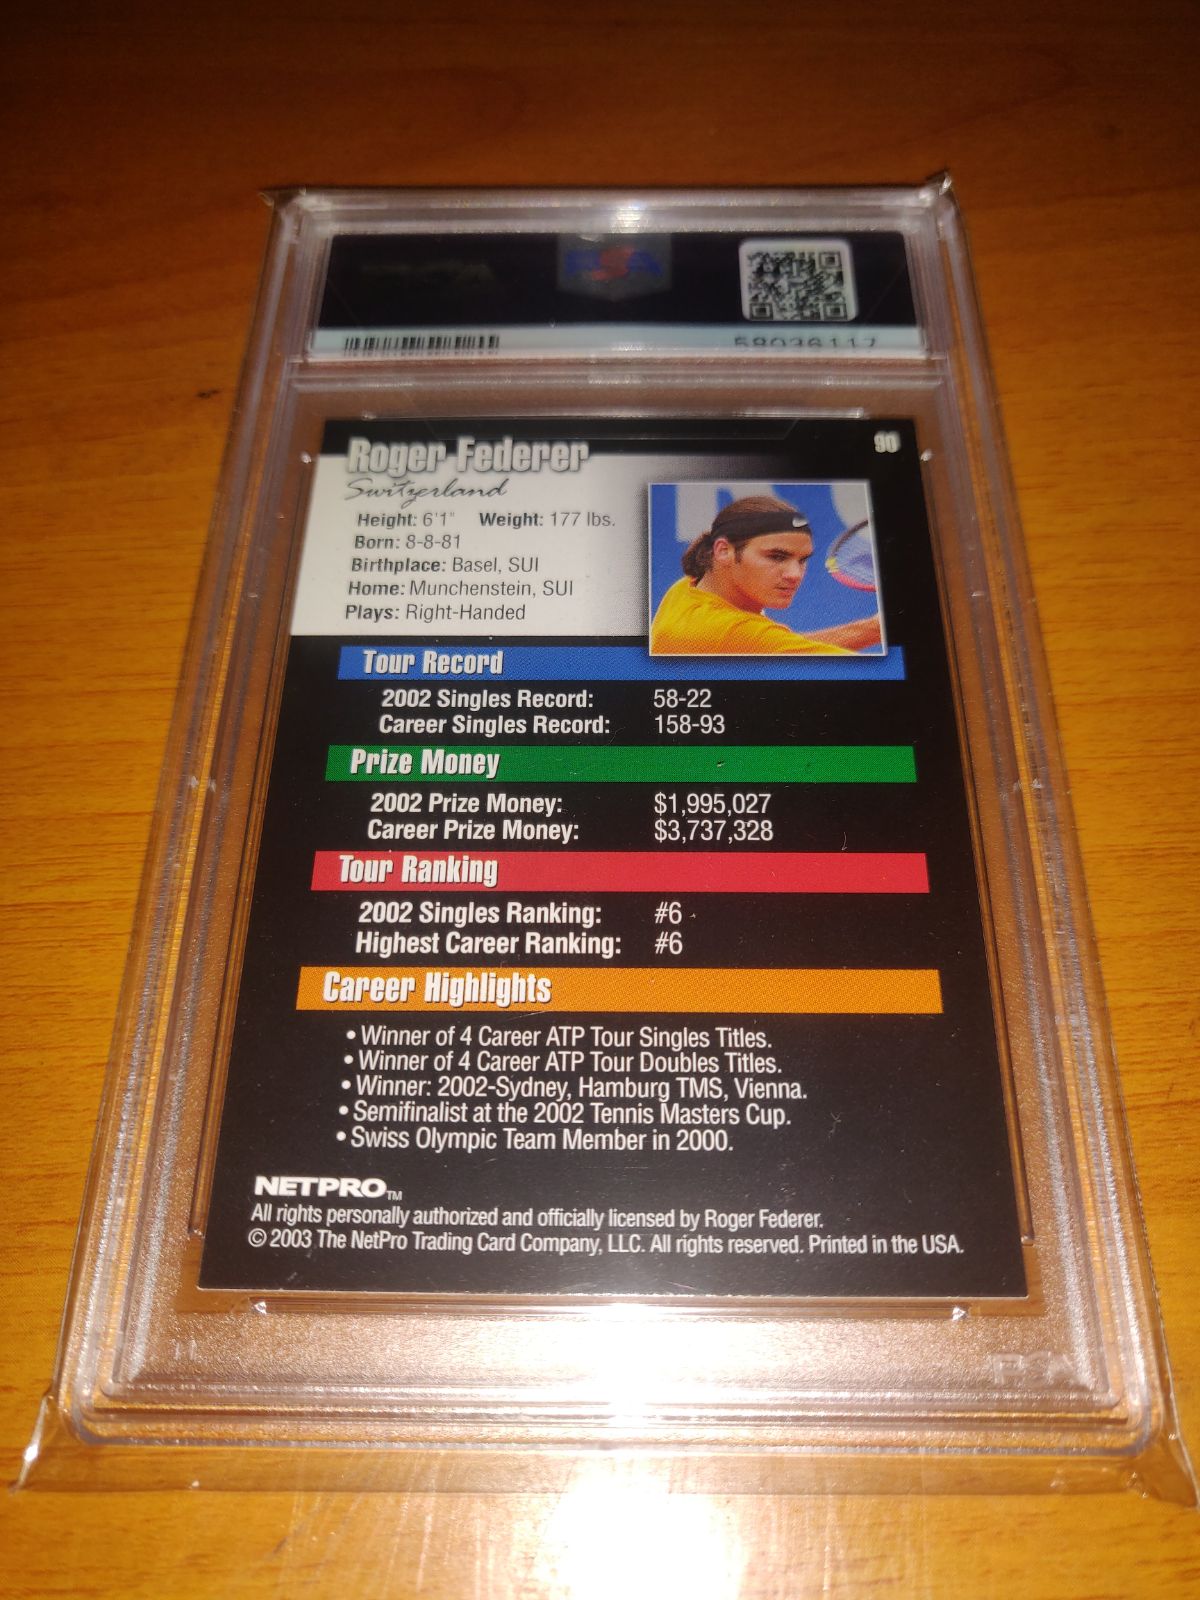 PSA
58036117
90
Roger Federer
Switzerland
Height: 6'1" Weight: 177 lbs.
Born: 8-8-81
Birthplace: Basel, SUI
Home: Munchenstein, SUI
Plays: Right-Handed
Tour Record
2002 Singles Record: 58-22
Career Singles Record: 158-93
Prize Money
2002 Prize Money: $1,995,027
Career Prize Money: $3,737,328
Tour Ranking
2002 Singles Ranking: #6
Highest Career Ranking: #6
Career Highlights
• Winner of 4 Career ATP Tour Singles Titles.
• Winner of 4 Career ATP Tour Doubles Titles.
• Winner: 2002-Sydney, Hamburg TMS, Vienna.
• Semifinalist at the 2002 Tennis Masters Cup.
• Swiss Olympic Team Member in 2000.
NETPRO™
All rights personally authorized and officially licensed by Roger Federer.
© 2003 The NetPro Trading Card Company, LLC. All rights reserved. Printed in the USA.
PSA